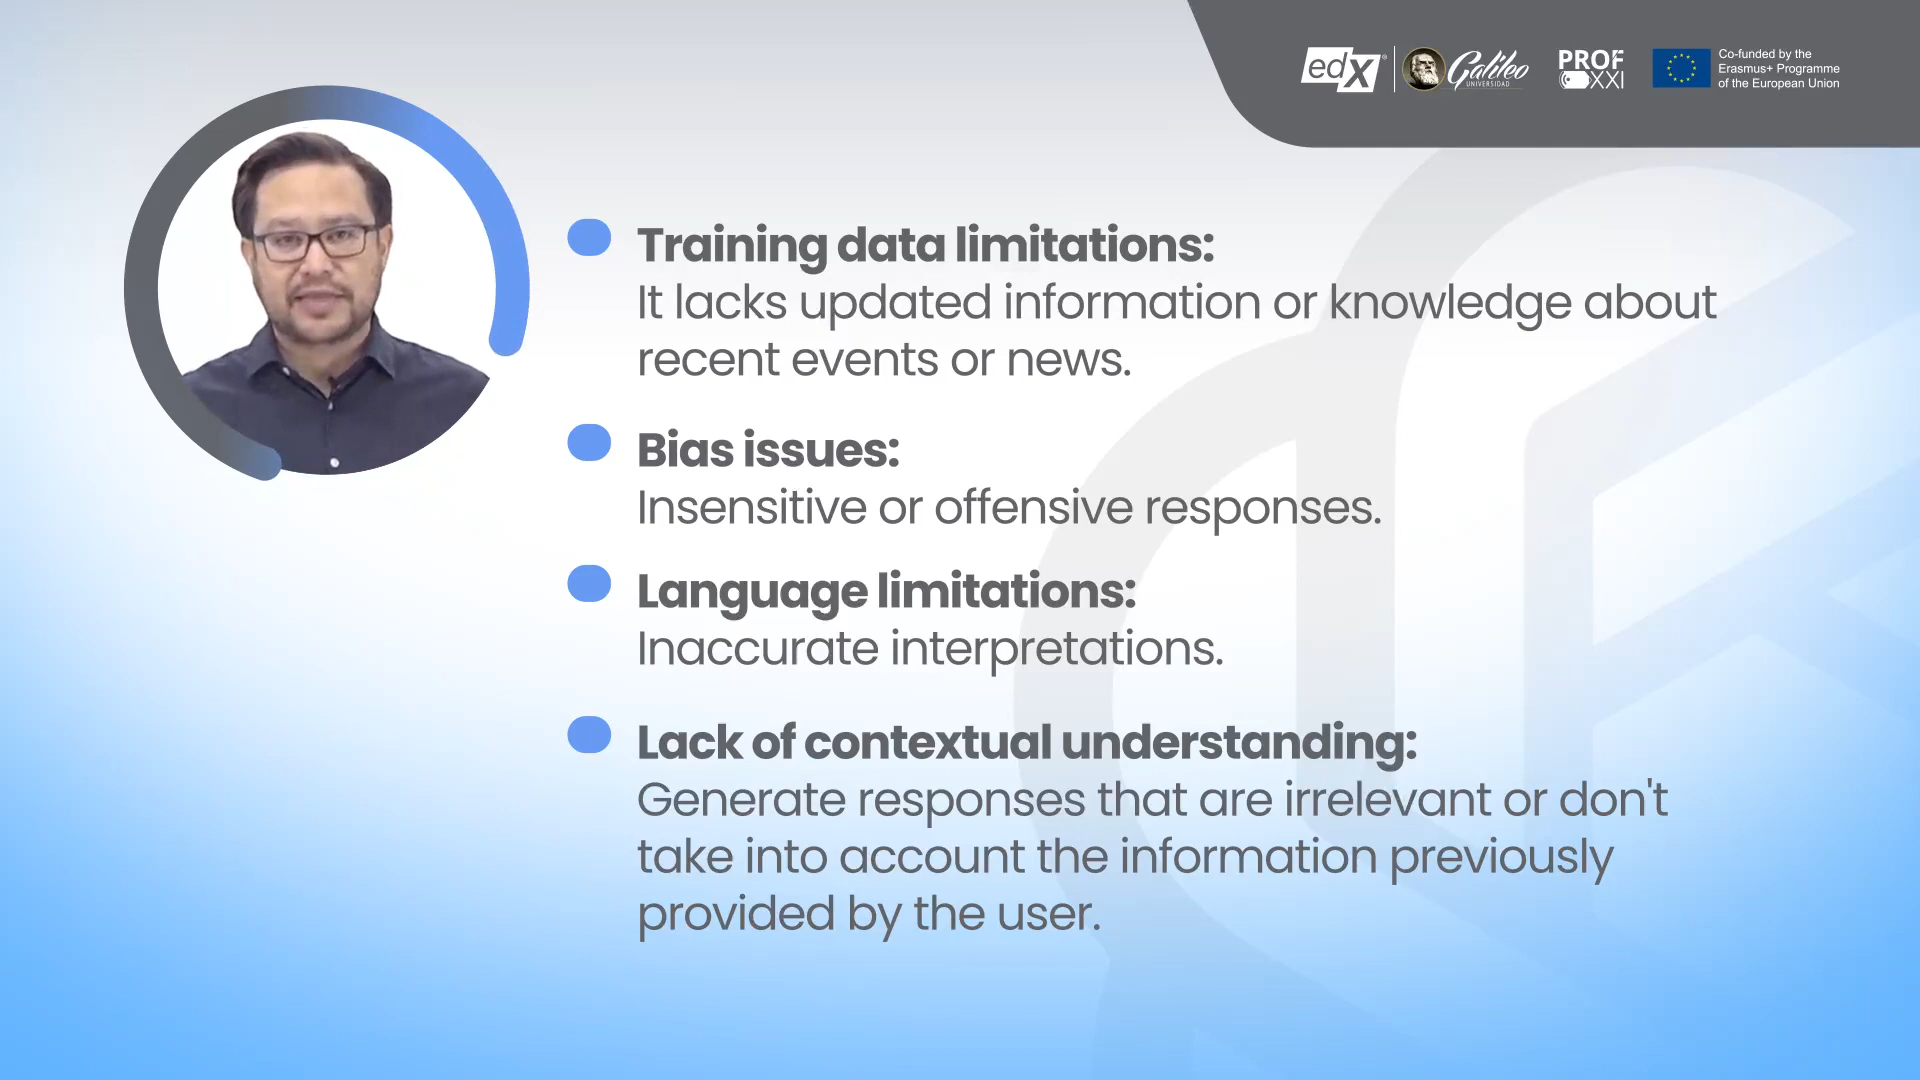 edX
Galileo
UNIVERSIDAD
PROF
XXI
Co-funded by the
Erasmus+ Programme
of the European Union
Training data limitations:
It lacks updated information or knowledge about
recent events or news.
Bias issues:
Insensitive or offensive responses.
Language limitations:
Inaccurate interpretations.
Lack of contextual understanding:
Generate responses that are irrelevant or don't
take into account the information previously
provided by the user.